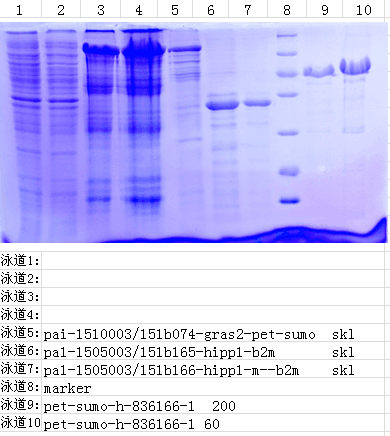 1 2 3 4 5 6 7 8 9 10
泳道1:
泳道2:
泳道3:
泳道4:
泳道5: pai-1510003/151b074-gras2-pet-sumo skl
泳道6: pa1-1505003/151b165-hipp1-b2m skl
泳道7: pa1-1505003/151b166-hipp1-m--b2m skl
泳道8: marker
泳道9: pet-sumo-h-836166-1 200
泳道10 pet-sumo-h-836166-1 60